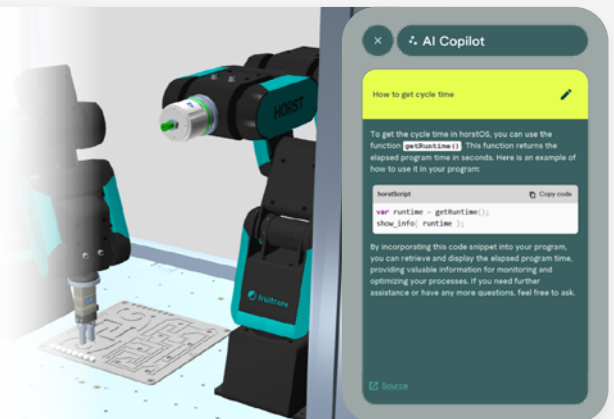 HORST
fruitcore
AI Copilot
How to get cycle time
To get the cycle time in horstOS, you can use the
function getRuntime(). This function returns the
elapsed program time in seconds. Here is an example of
how to use it in your program:
horstScript
Copy code
var runtime = getRuntime();
show_info( runtime );
By incorporating this code snippet into your program,
you can retrieve and display the elapsed program time,
providing valuable information for monitoring and
optimizing your processes. If you need further
assistance or have any more questions, feel free to ask.
Source